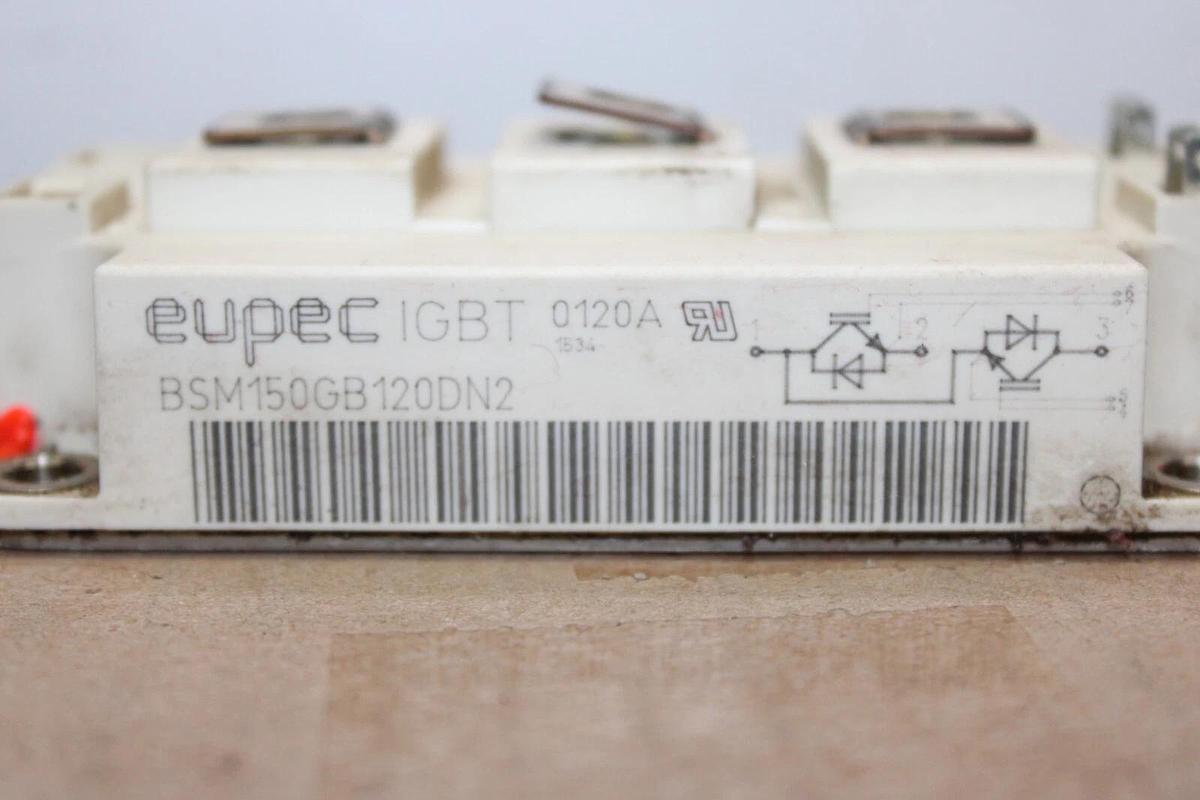 eupec IGBT 0120A
1534
BSM150GB120DN2
1 2 3